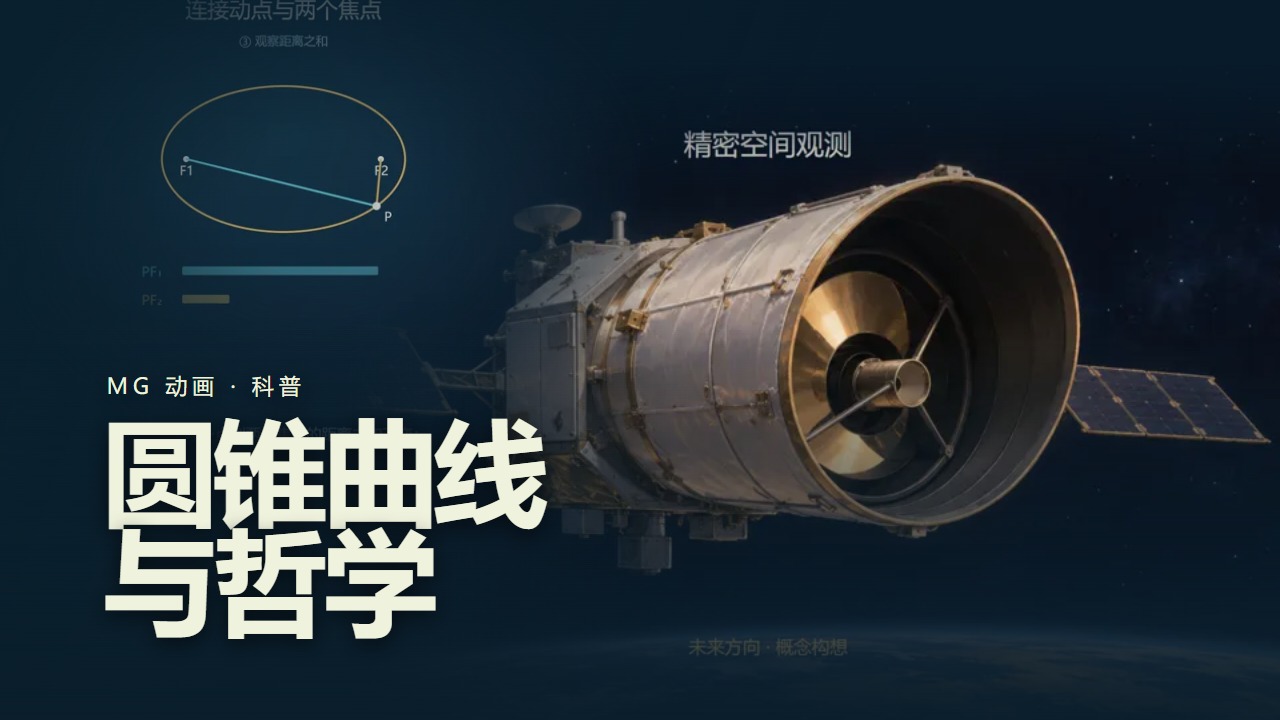 连接动点与两个焦点
③ 观察距离之和
精密空间观测
F1
F2
P
PF₁
PF₂
MG 动画 · 科普
圆锥曲线
与哲学
未来方向 · 概念构想